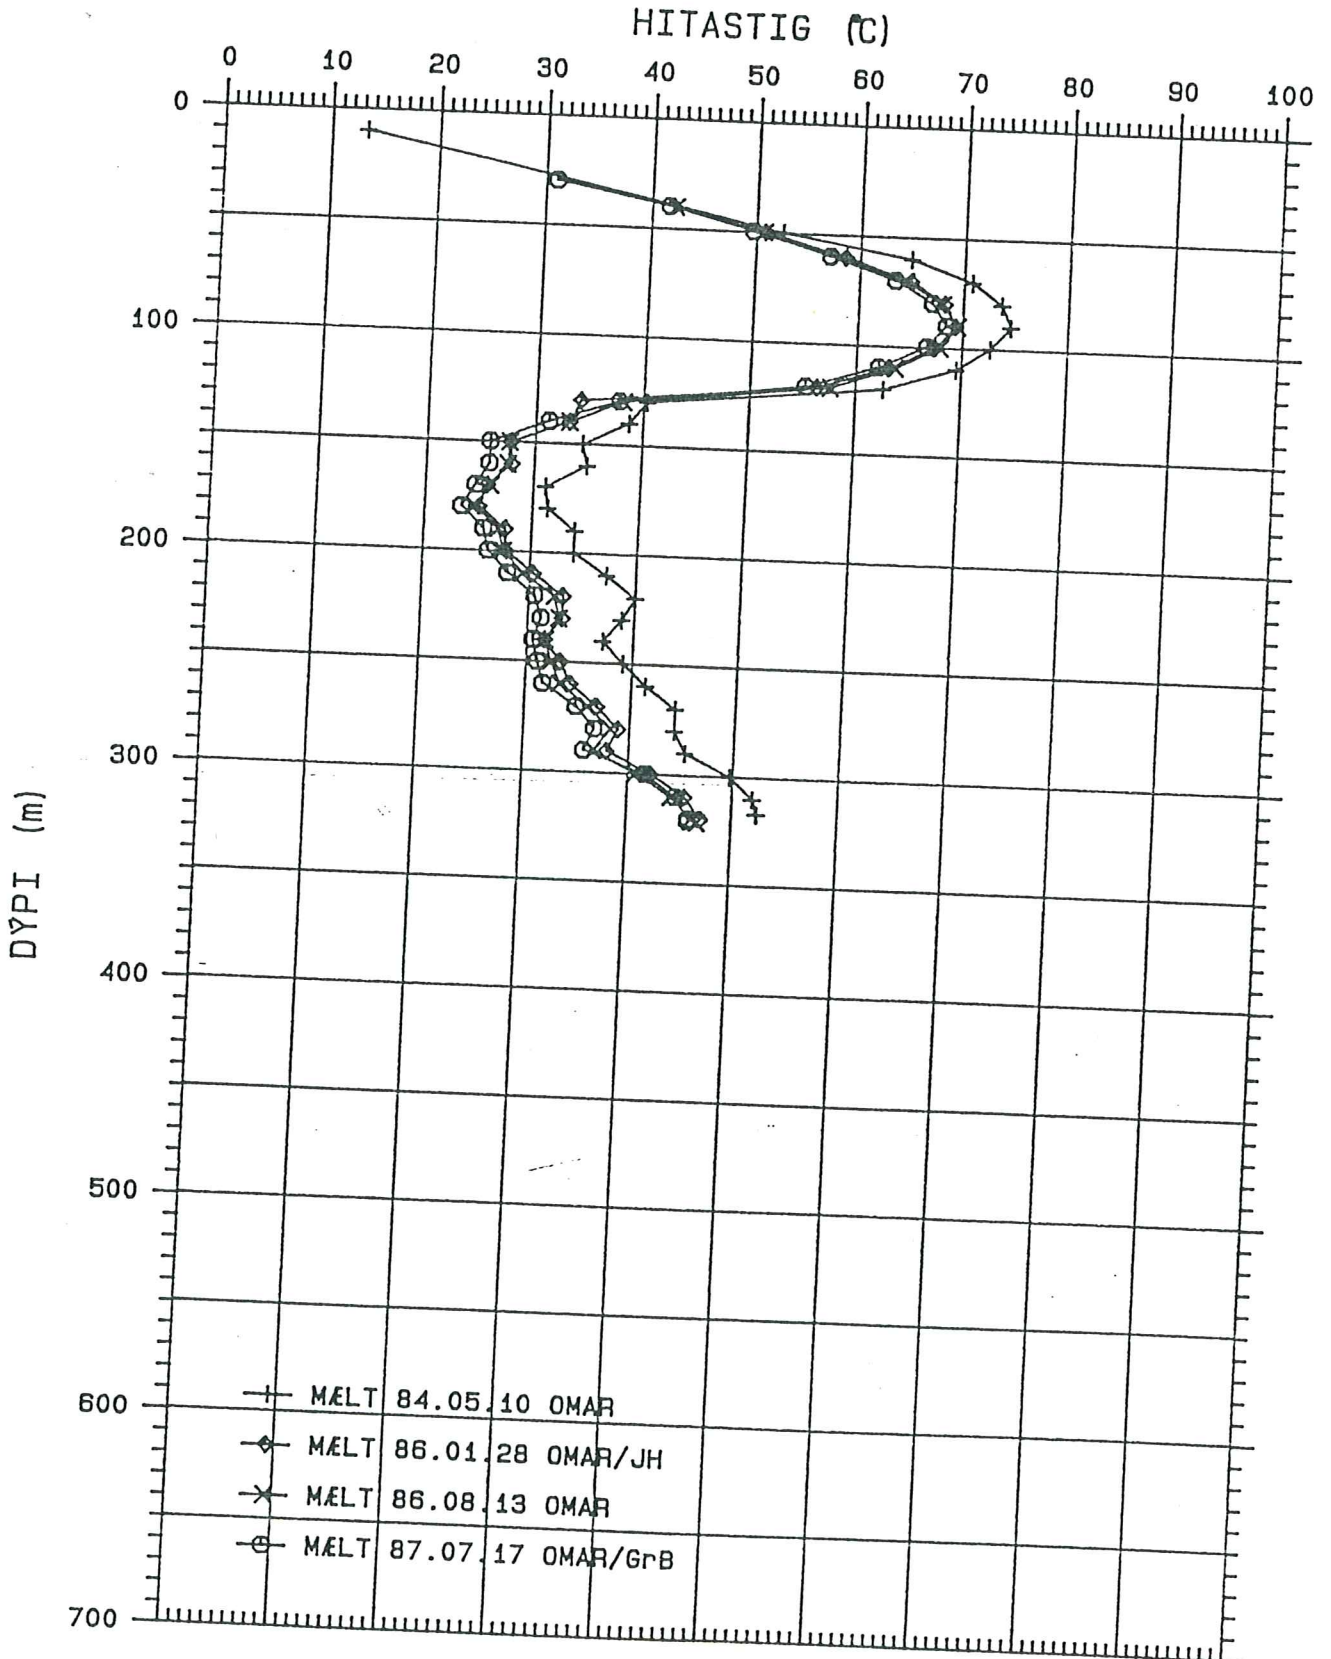 HITASTIG (°C)
0 10 20 30 40 50 60 70 80 90 100
0
100
200
300
400
500
600
700
DÝPI (m)
MÆLT 84.05.10 OMAR
MÆLT 86.01.28 OMAR/JH
MÆLT 86.08.13 OMAR
MÆLT 87.07.17 OMAR/GrB